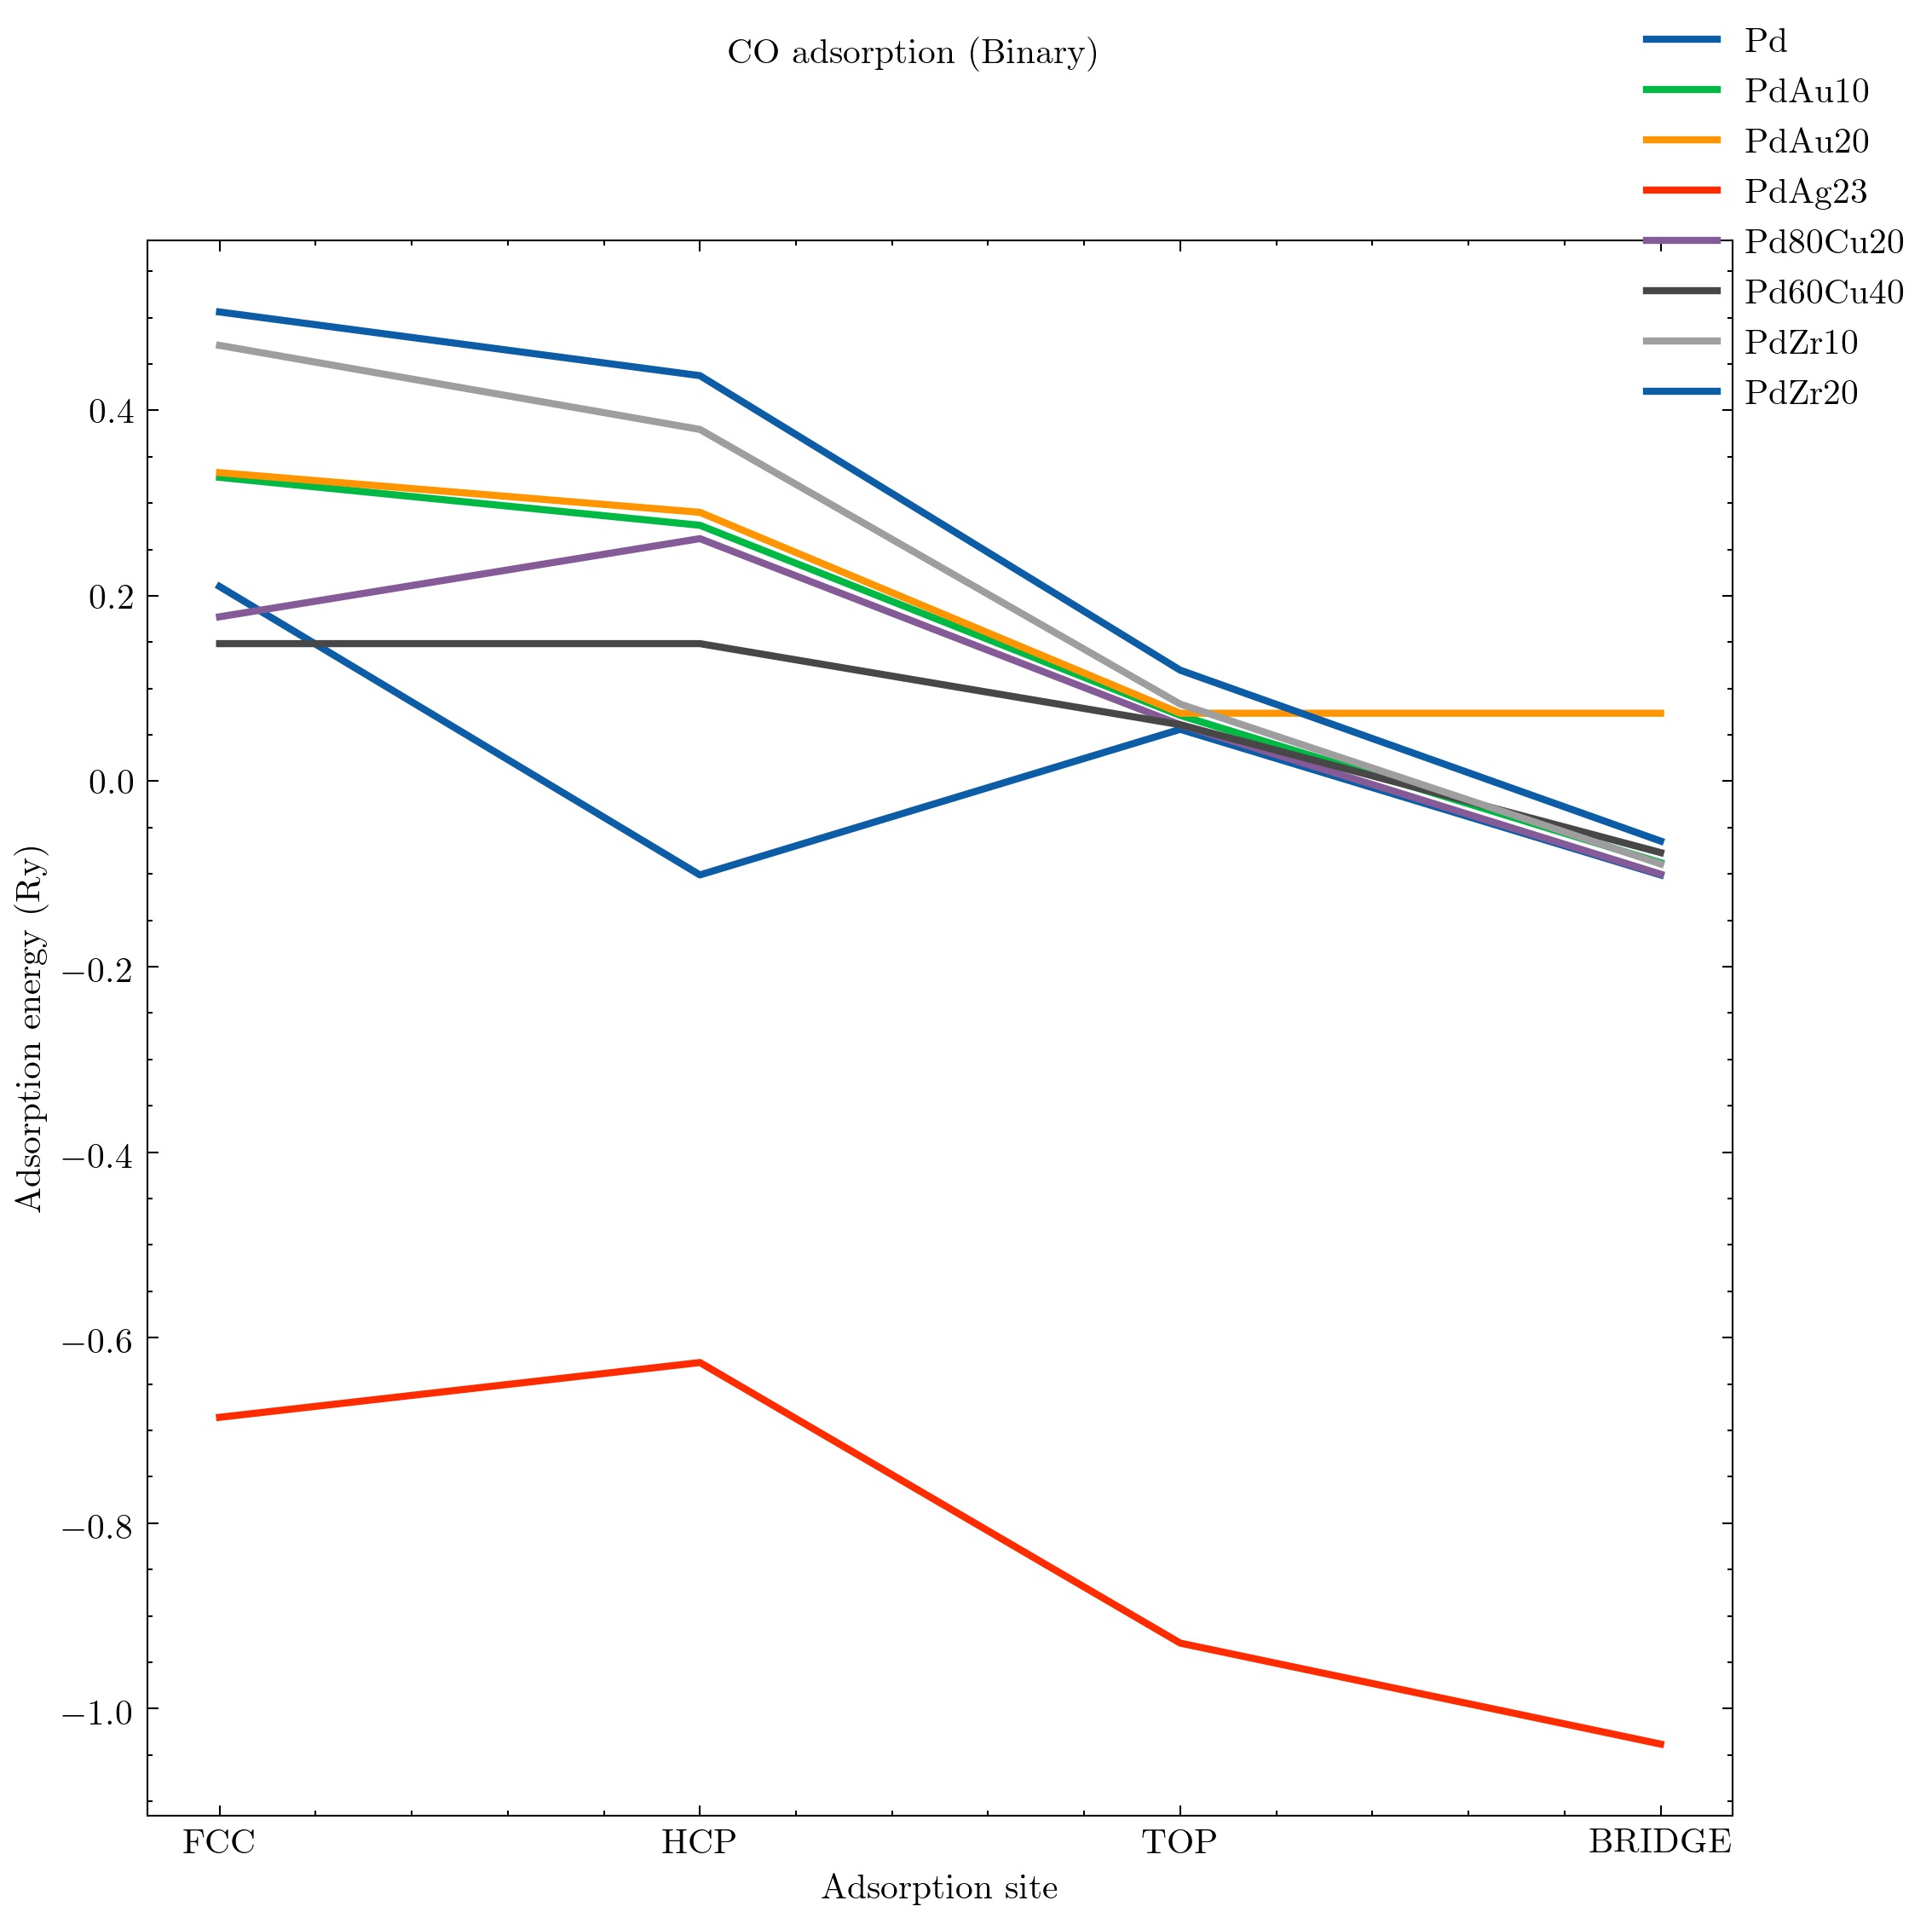 CO adsorption (Binary)
Pd
PdAu10
PdAu20
PdAg23
Pd80Cu20
Pd60Cu40
PdZr10
PdZr20
Adsorption energy (Ry)
0.4
0.2
0.0
−0.2
−0.4
−0.6
−0.8
−1.0
FCC
HCP
TOP
BRIDGE
Adsorption site